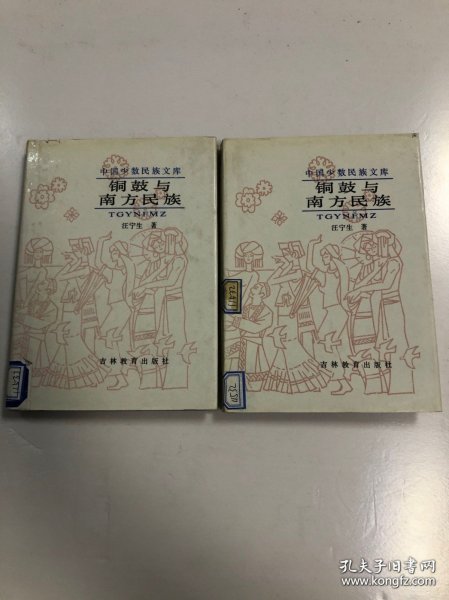 中国少数民族文库
铜鼓与
南方民族
TGYNFMZ
汪宁生 著
吉林教育出版社
中国少数民族文库
铜鼓与
南方民族
TGYNFMZ
汪宁生 著
吉林教育出版社
孔夫子旧书网
www.kongfz.com